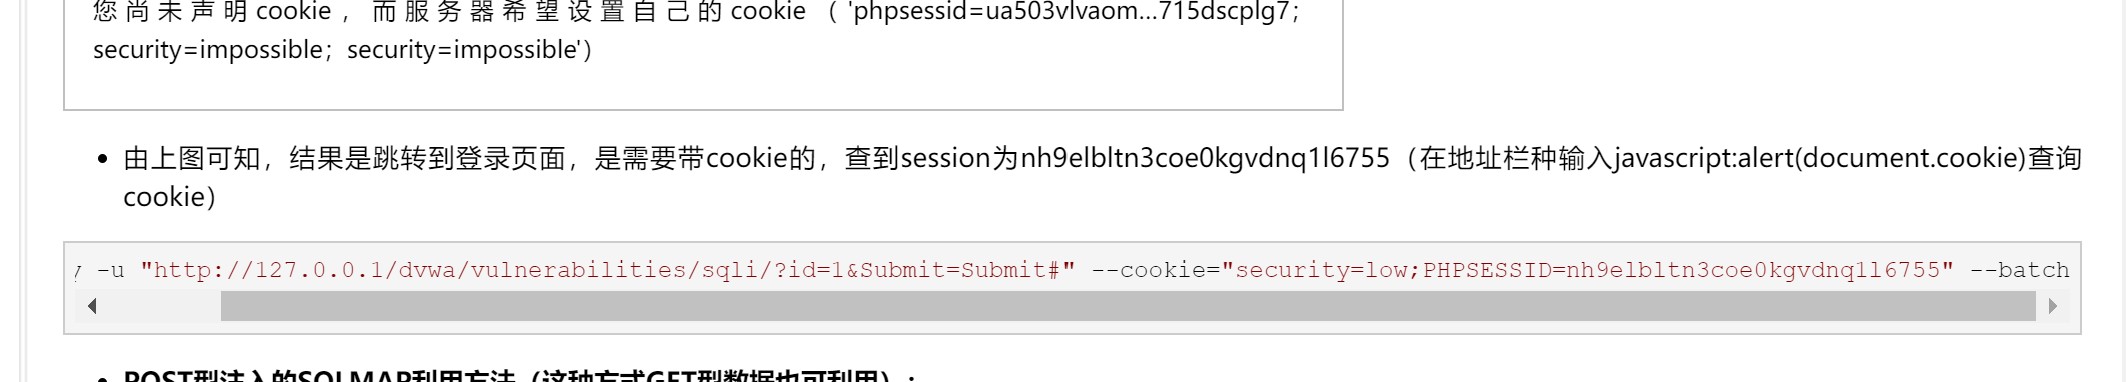 您尚未声明cookie，而服务器希望设置自己的cookie（'phpsessid=ua503vlvaom...715dscplg7;
security=impossible；security=impossible'）
• 由上图可知，结果是跳转到登录页面，是需要带cookie的，查到session为nh9elbltn3coe0kgvdnq1l6755（在地址栏种输入javascript:alert(document.cookie)查询
cookie）
y -u "http://127.0.0.1/dvwa/vulnerabilities/sqli/?id=1&Submit=Submit#" --cookie="security=low;PHPSESSID=nh9elbltn3coe0kgvdnq1l6755" --batch
• POST型注入的SQLMAP利用方法（这种方式GET型数据也可利用）：